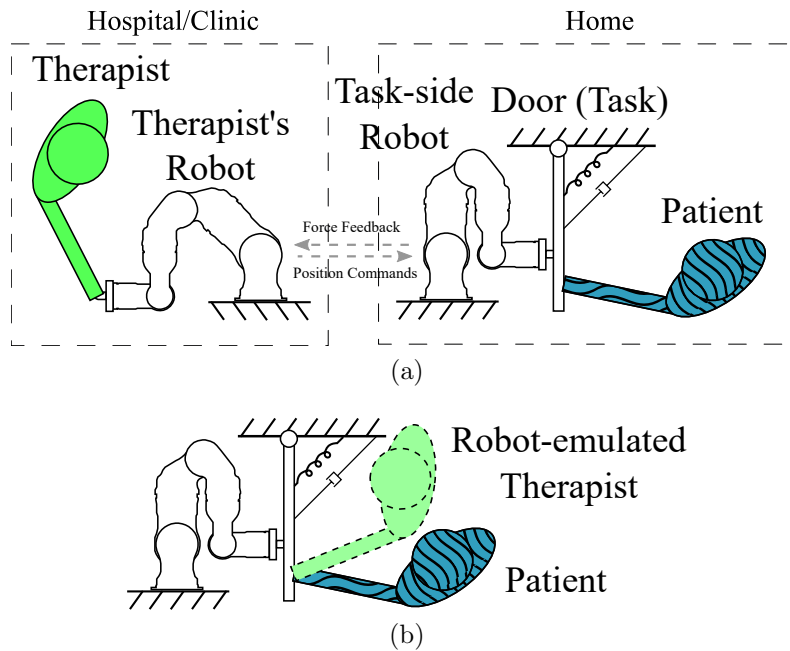 Hospital/Clinic
Home
Therapist
Therapist's
Robot
Task-side
Robot
Door (Task)
Patient
Force Feedback
Position Commands
(a)
Robot-emulated
Therapist
Patient
(b)